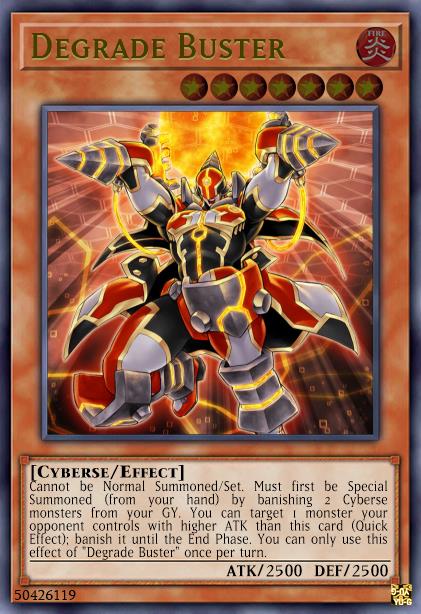 Degrade Buster
FIRE
炎
[Cyberse/Effect]
Cannot be Normal Summoned/Set. Must first be Special
Summoned (from your hand) by banishing 2 Cyberse
monsters from your GY. You can target 1 monster your
opponent controls with higher ATK than this card (Quick
Effect); banish it until the End Phase. You can only use this
effect of "Degrade Buster" once per turn.
ATK/2500 DEF/2500
50426119